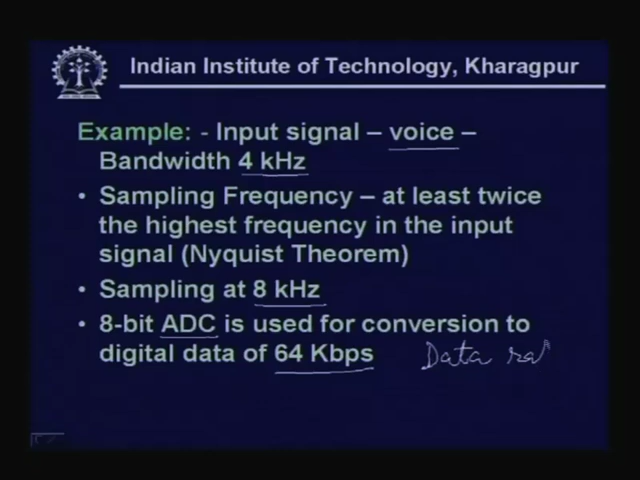 Indian Institute of Technology, Kharagpur
Example: - Input signal – voice –
Bandwidth 4 kHz
• Sampling Frequency – at least twice
the highest frequency in the input
signal (Nyquist Theorem)
• Sampling at 8 kHz
• 8-bit ADC is used for conversion to
digital data of 64 Kbps Data rat